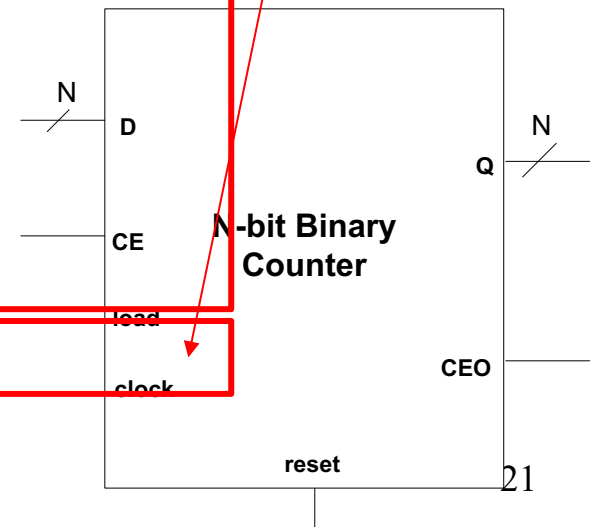 N
D
N
Q
CE
N-bit Binary
Counter
load
CEO
clock
reset
21